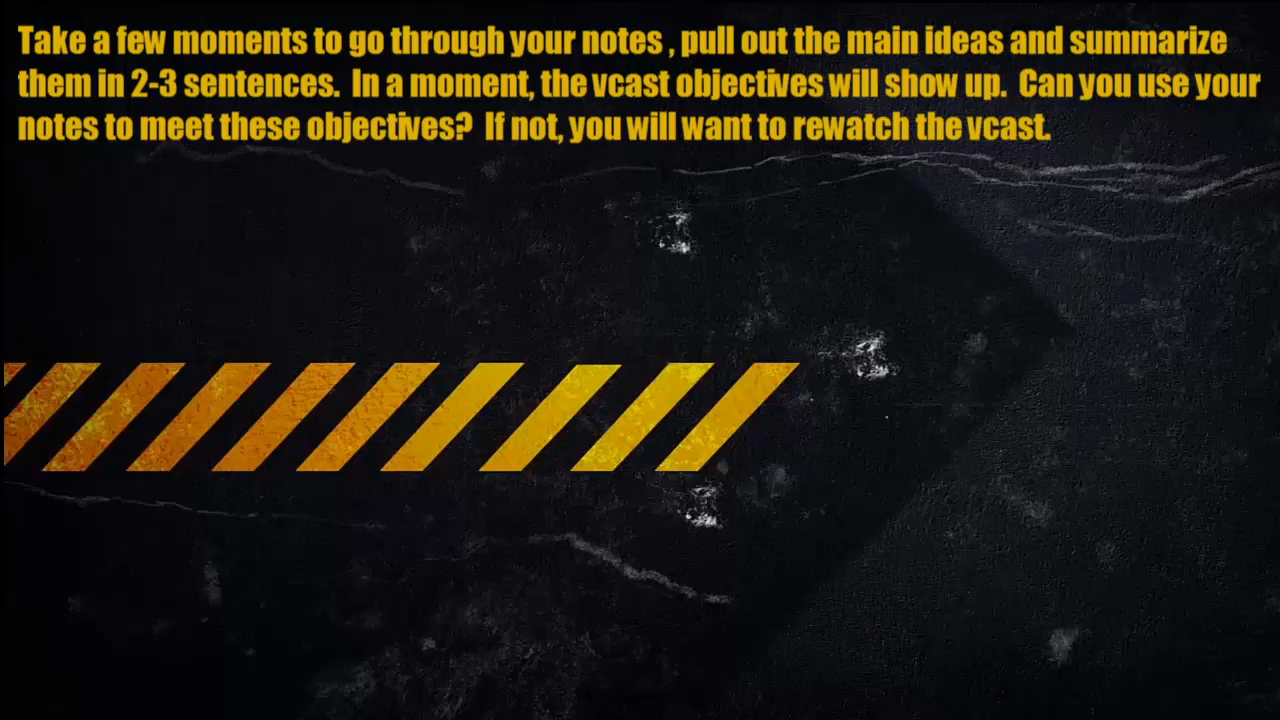 Take a few moments to go through your notes , pull out the main ideas and summarize
them in 2-3 sentences.  In a moment, the vcast objectives will show up.  Can you use your
notes to meet these objectives?  If not, you will want to rewatch the vcast.